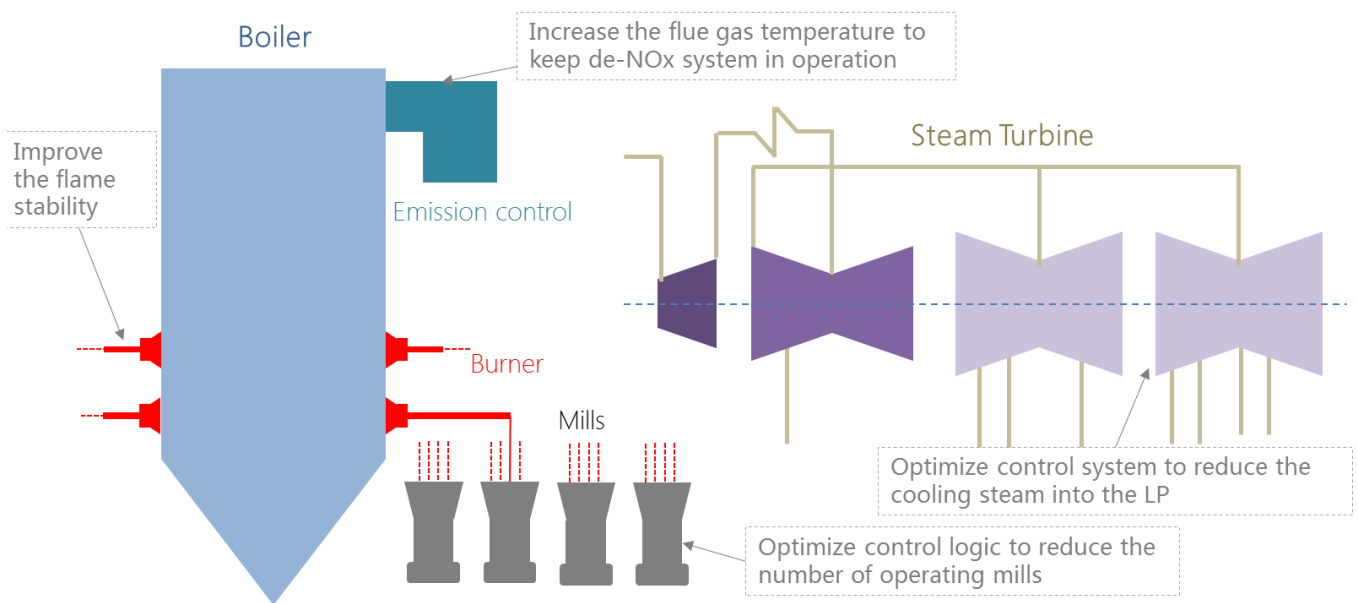 Boiler
Increase the flue gas temperature to
keep de-NOx system in operation
Improve
the flame
stability
Steam Turbine
Emission control
Burner
Mills
Optimize control system to reduce the
cooling steam into the LP
Optimize control logic to reduce the
number of operating mills